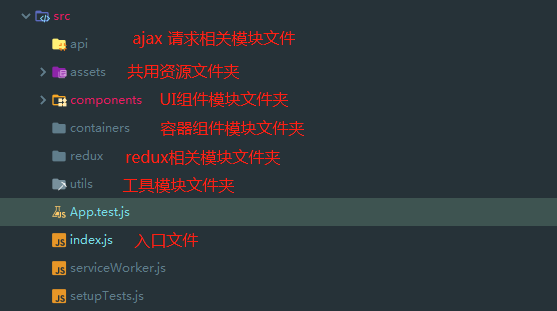 src
api ajax 请求相关模块文件
assets 共用资源文件夹
components UI组件模块文件夹
containers 容器组件模块文件夹
redux redux相关模块文件夹
utils 工具模块文件夹
App.test.js
index.js 入口文件
serviceWorker.js
setupTests.js